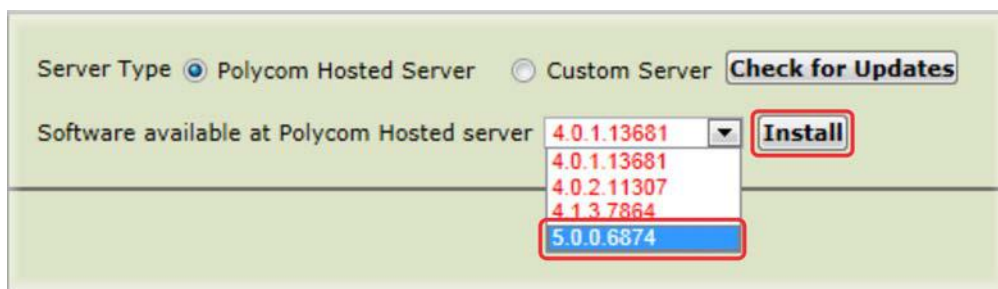 Server Type Polycom Hosted Server Custom Server Check for Updates
Software available at Polycom Hosted server 4.0.1.13681 Install
4.0.1.13681
4.0.2.11307
4.1.3.7864
5.0.0.6874